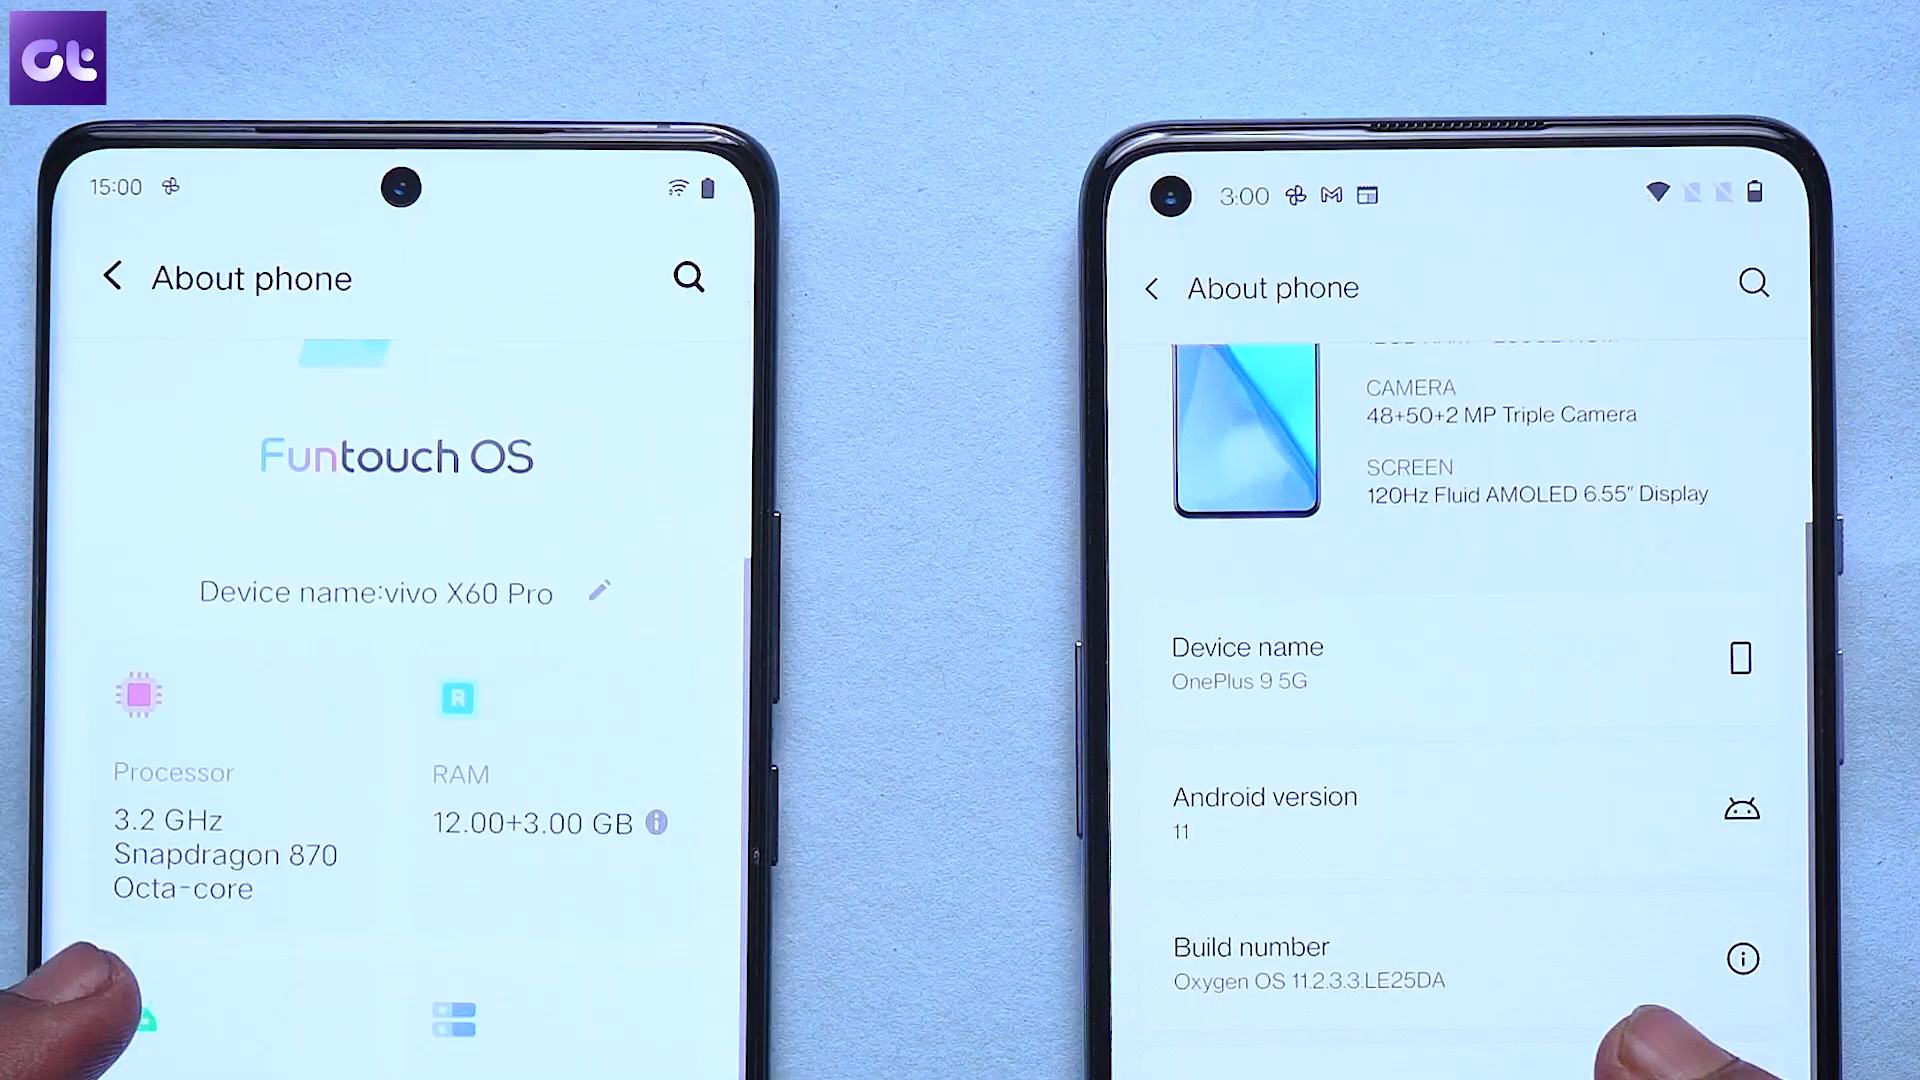 Gt
15:00
About phone
Funtouch OS
Device name:vivo X60 Pro
Processor
3.2 GHz
Snapdragon 870
Octa-core
R
RAM
12.00+3.00 GB
3:00
About phone
CAMERA
48+50+2 MP Triple Camera
SCREEN
120Hz Fluid AMOLED 6.55" Display
Device name
OnePlus 9 5G
Android version
11
Build number
Oxygen OS 11.2.3.3.LE25DA